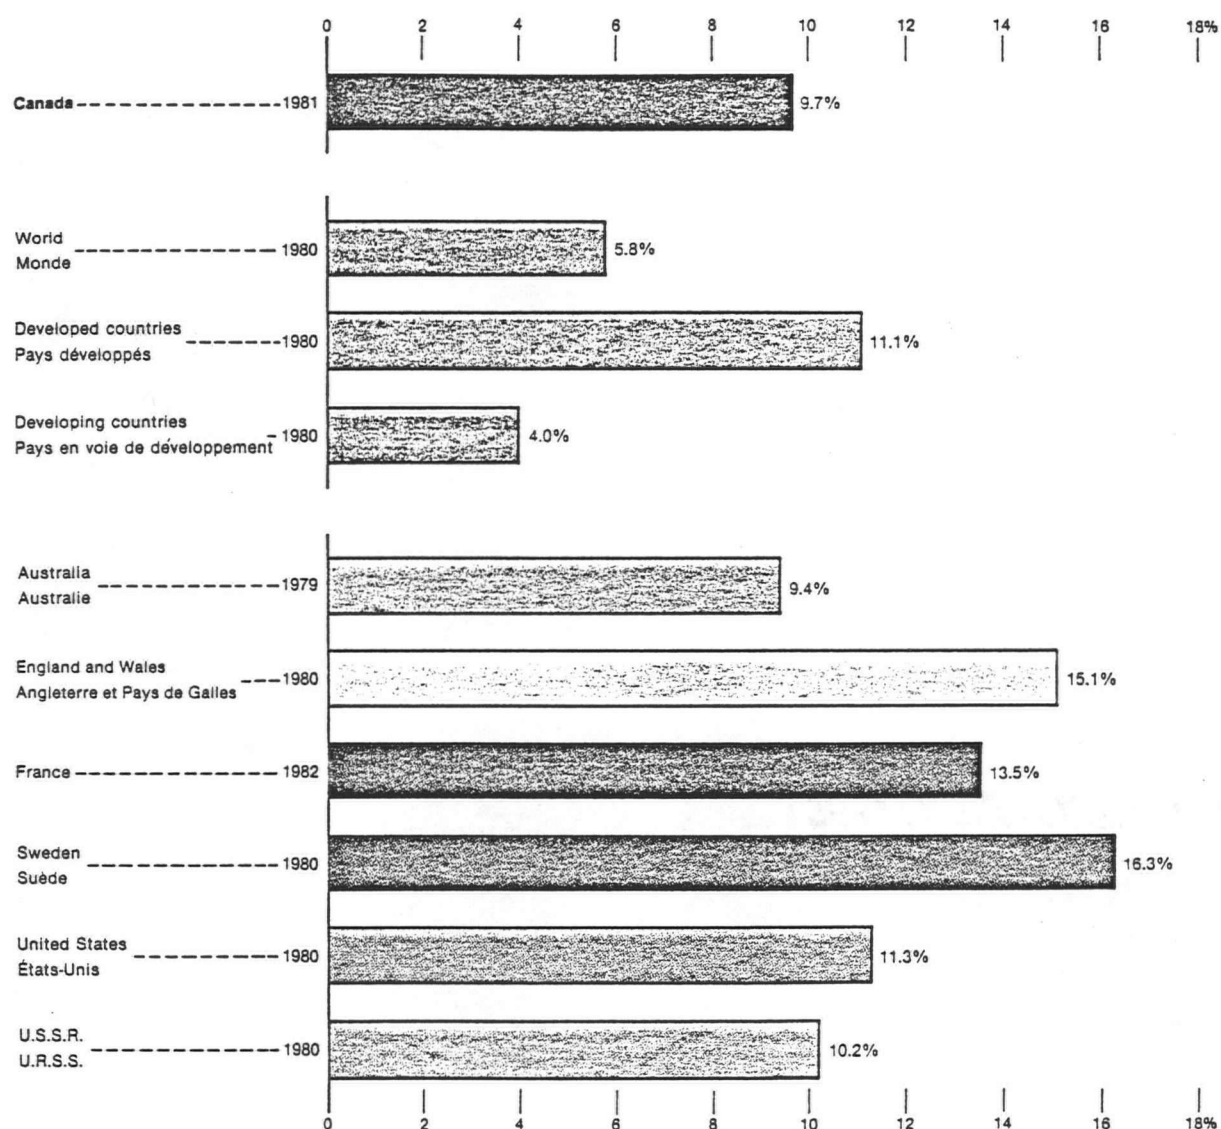 0 2 4 6 8 10 12 14 16 18%
Canada 1981 9.7%
World
Monde
1980 5.8%
Developed countries
Pays développés
1980 11.1%
Developing countries
Pays en voie de développement
1980 4.0%
Australia
Australie
1979 9.4%
England and Wales
Angleterre et Pays de Galles
1980 15.1%
France 1982 13.5%
Sweden
Suède
1980 16.3%
United States
États-Unis
1980 11.3%
U.S.S.R.
U.R.S.S.
1980 10.2%
0 2 4 6 8 10 12 14 16 18%